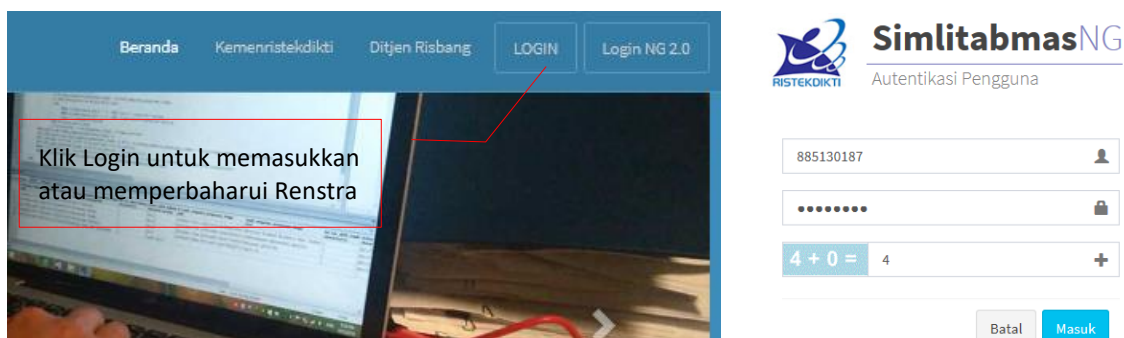 Beranda Kemenristekdikti Ditjen Risbang LOGIN Login NG 2.0
Klik Login untuk memasukkan
atau memperbaharui Renstra
RISTEKDIKTI
SimlitabmasNG
Autentikasi Pengguna
885130187
••••••••
4 + 0 = 4
Batal Masuk